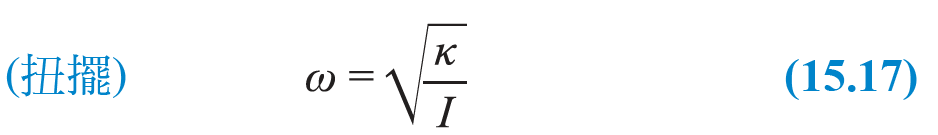 (扭擺) ω = √(κ/I) (15.17)